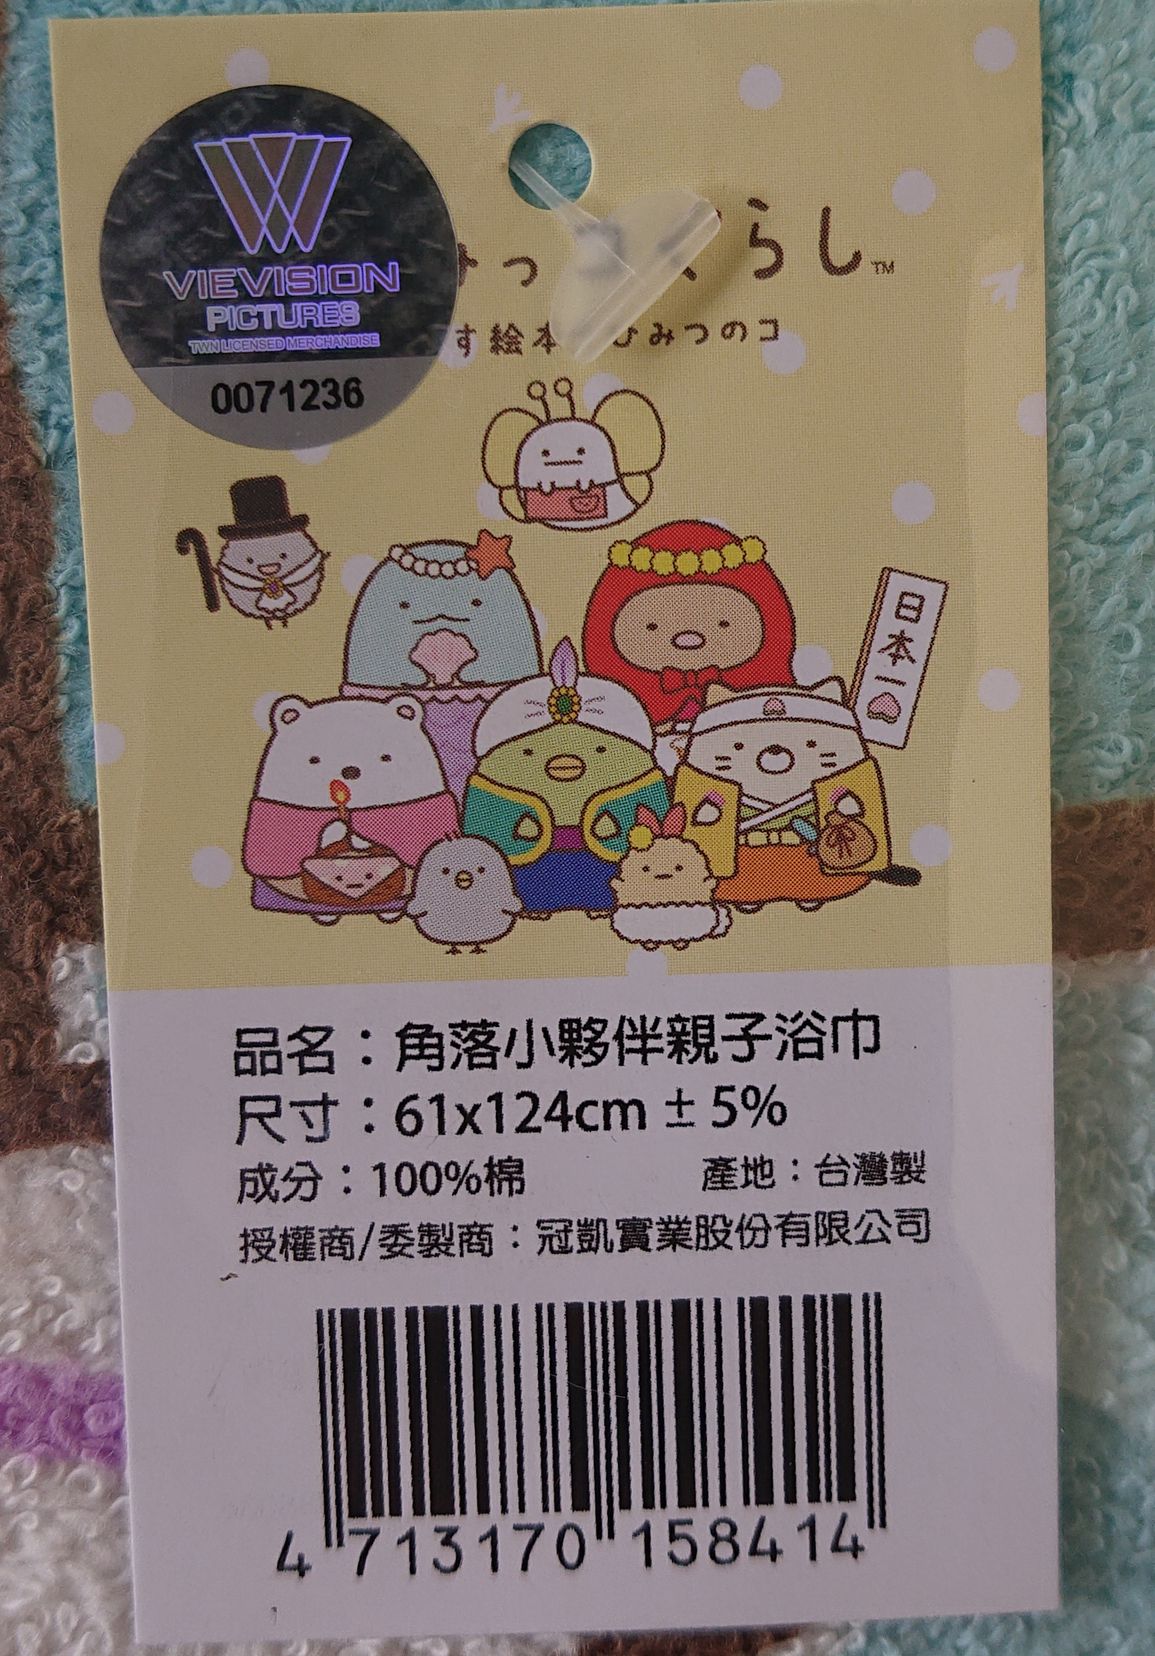 VIEVISION
PICTURES
TWN LICENSED MERCHANDISE
0071236
らし™
す絵本
ひみつのコ
日本一
品名：角落小夥伴親子浴巾
尺寸：61x124cm ± 5%
成分：100%棉 產地：台灣製
授權商/委製商：冠凱實業股份有限公司
4 713170 158414